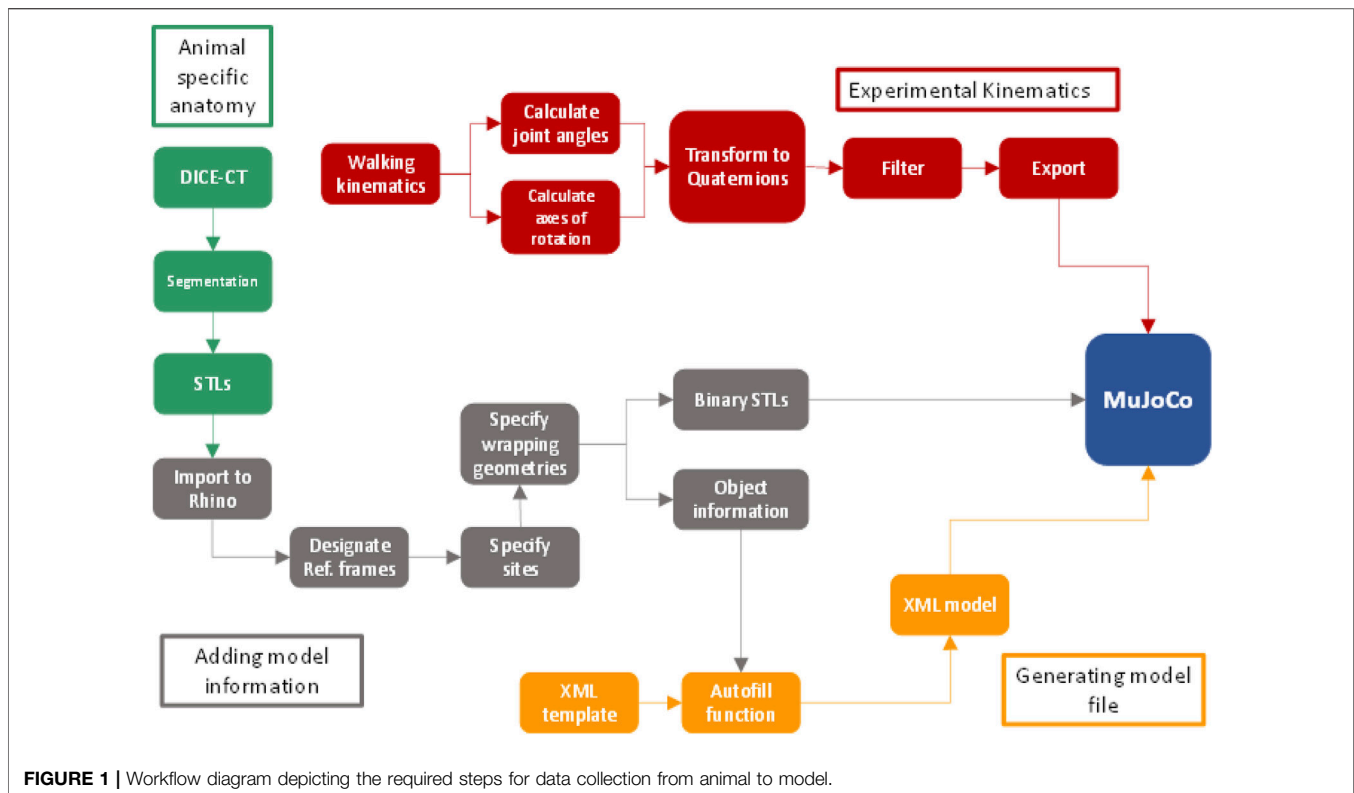 Animal
specific
anatomy
DICE-CT
Segmentation
STLs
Import to
Rhino
Designate
Ref. frames
Specify
sites
Specify
wrapping
geometries
Binary STLs
Object
information
Adding model
information
Walking
kinematics
Calculate
joint angles
Calculate
axes of
rotation
Transform to
Quaternions
Filter
Export
Experimental Kinematics
MuJoCo
XML
template
Autofill
function
XML model
Generating model
file
FIGURE 1 | Workflow diagram depicting the required steps for data collection from animal to model.